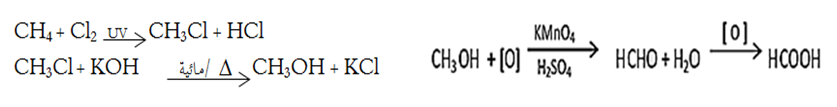 CH₄ + Cl₂ UV⟶ CH₃Cl + HCl
CH₃Cl + KOH مائية/ Δ⟶ CH₃OH + KCl
CH₃OH + [O] KMnO₄ H₂SO₄⟶ HCHO + H₂O [O]⟶ HCOOH